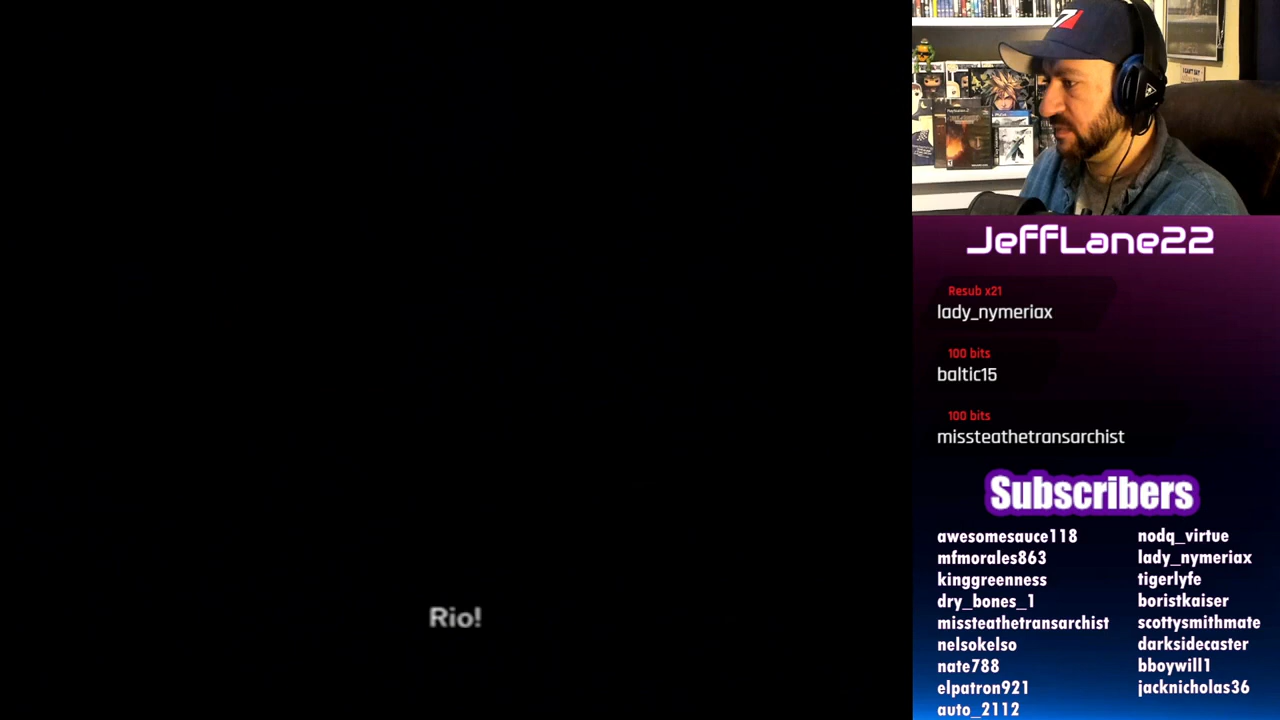 Rio!
JeffLane22
Resub x21
lady_nymeriax
100 bits
baltic15
100 bits
missteathetransarchist
Subscribers
awesomesauce118
mfmorales863
kinggreenness
dry_bones_1
missteathetransarchist
nelsokelso
nate788
elpatron921
auto_2112
nodq_virtue
lady_nymeriax
tigerlyfe
boristkaiser
scottysmithmate
darksidecaster
bboywill1
jacknicholas36